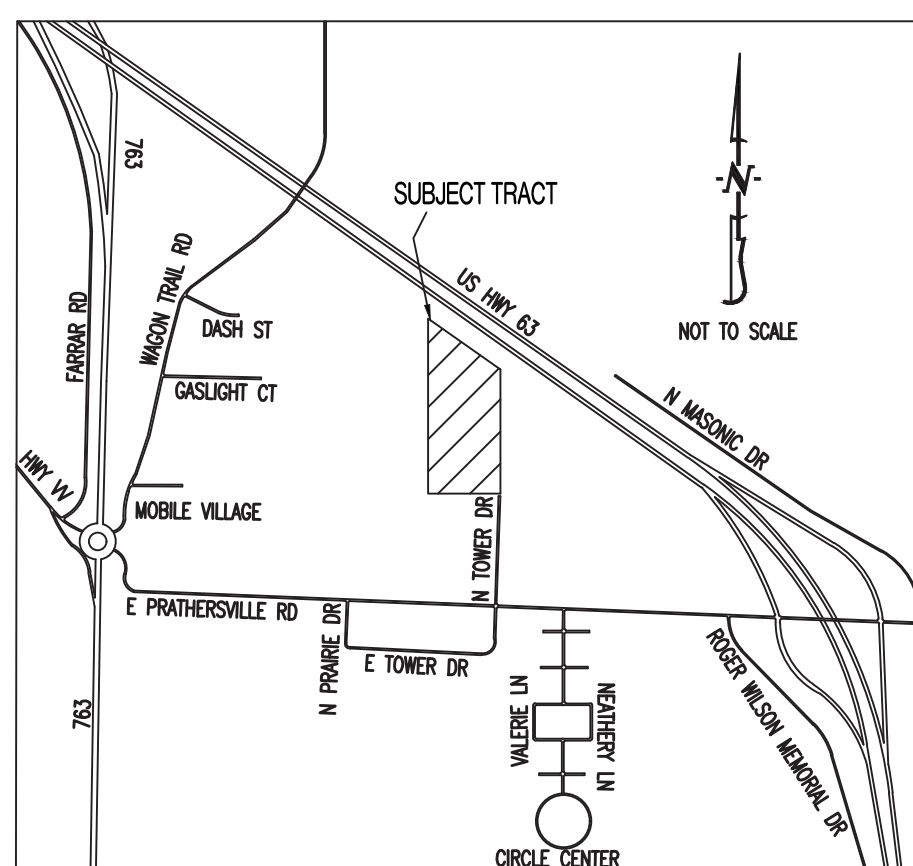 763
SUBJECT TRACT
N
WAGON TRAIL RD
US HWY 63
FARRAR RD
DASH ST
NOT TO SCALE
GASLIGHT CT
N MASONIC DR
HWY VV
MOBILE VILLAGE
N TOWER DR
E PRATHERSVILLE RD
N PRAIRIE DR
E TOWER DR
ROGER WILSON MEMORIAL DR
763
VALERIE LN
NEATHERY LN
CIRCLE CENTER